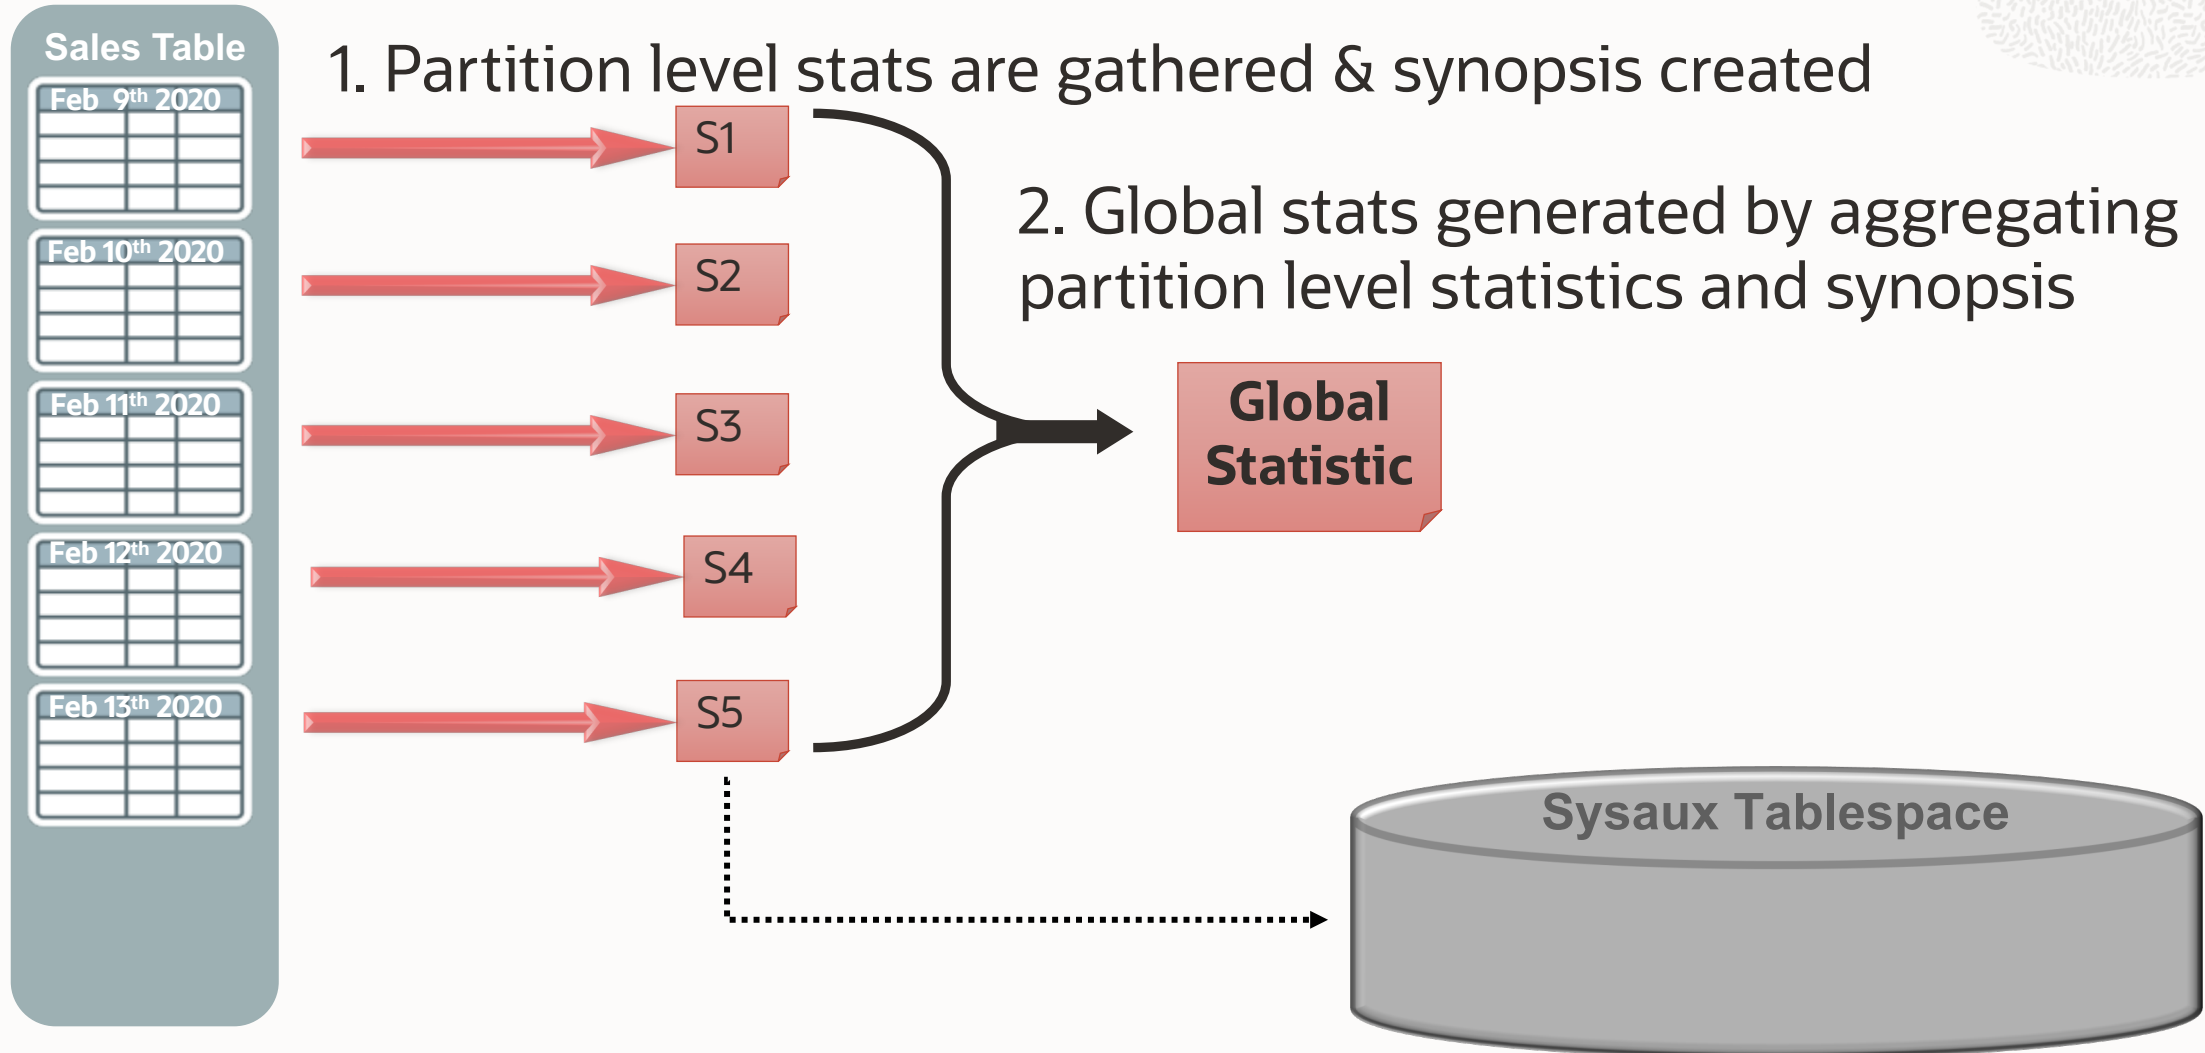 Sales Table
Feb 9th 2020
Feb 10th 2020
Feb 11th 2020
Feb 12th 2020
Feb 13th 2020
1. Partition level stats are gathered & synopsis created
S1
S2
S3
S4
S5
2. Global stats generated by aggregating
partition level statistics and synopsis
Global
Statistic
Sysaux Tablespace